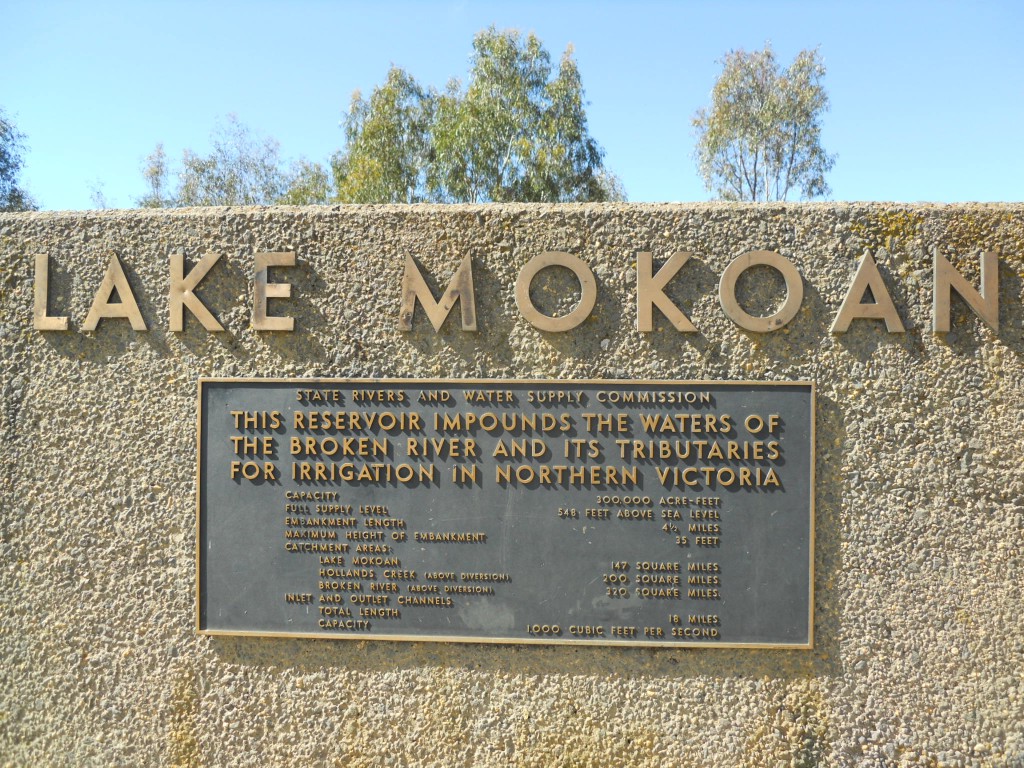 LAKE MOKOAN
STATE RIVERS AND WATER SUPPLY COMMISSION
THIS RESERVOIR IMPOUNDS THE WATERS OF
THE BROKEN RIVER AND ITS TRIBUTARIES
FOR IRRIGATION IN NORTHERN VICTORIA
CAPACITY 300,000 ACRE-FEET
FULL SUPPLY LEVEL 548 FEET ABOVE SEA LEVEL
EMBANKMENT LENGTH 4½ MILES
MAXIMUM HEIGHT OF EMBANKMENT 35 FEET
CATCHMENT AREAS:
LAKE MOKOAN 147 SQUARE MILES
HOLLANDS CREEK (ABOVE DIVERSION) 200 SQUARE MILES
BROKEN RIVER (ABOVE DIVERSION) 320 SQUARE MILES
INLET AND OUTLET CHANNELS:
TOTAL LENGTH 18 MILES
CAPACITY 1,000 CUBIC FEET PER SECOND